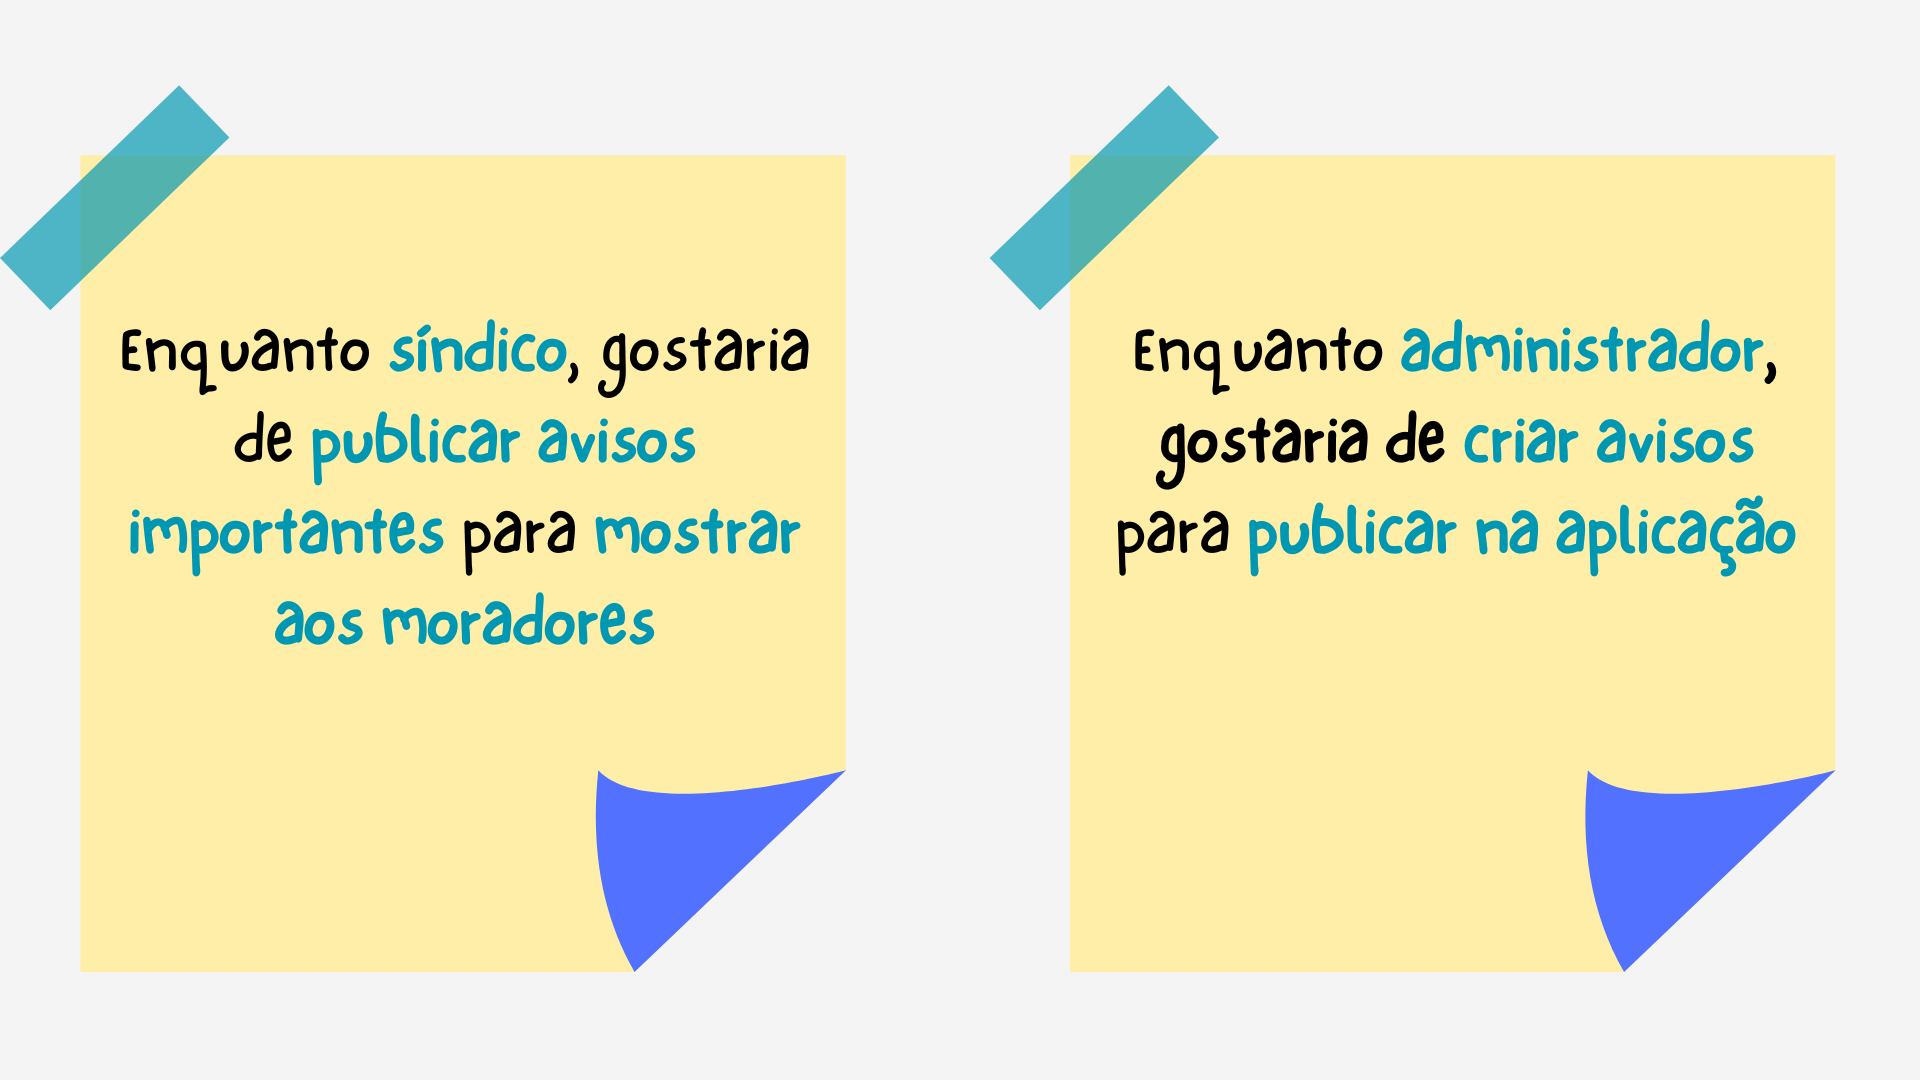 Enquanto síndico, gostaria
de publicar avisos
importantes para mostrar
aos moradores
Enquanto administrador,
gostaria de criar avisos
para publicar na aplicação